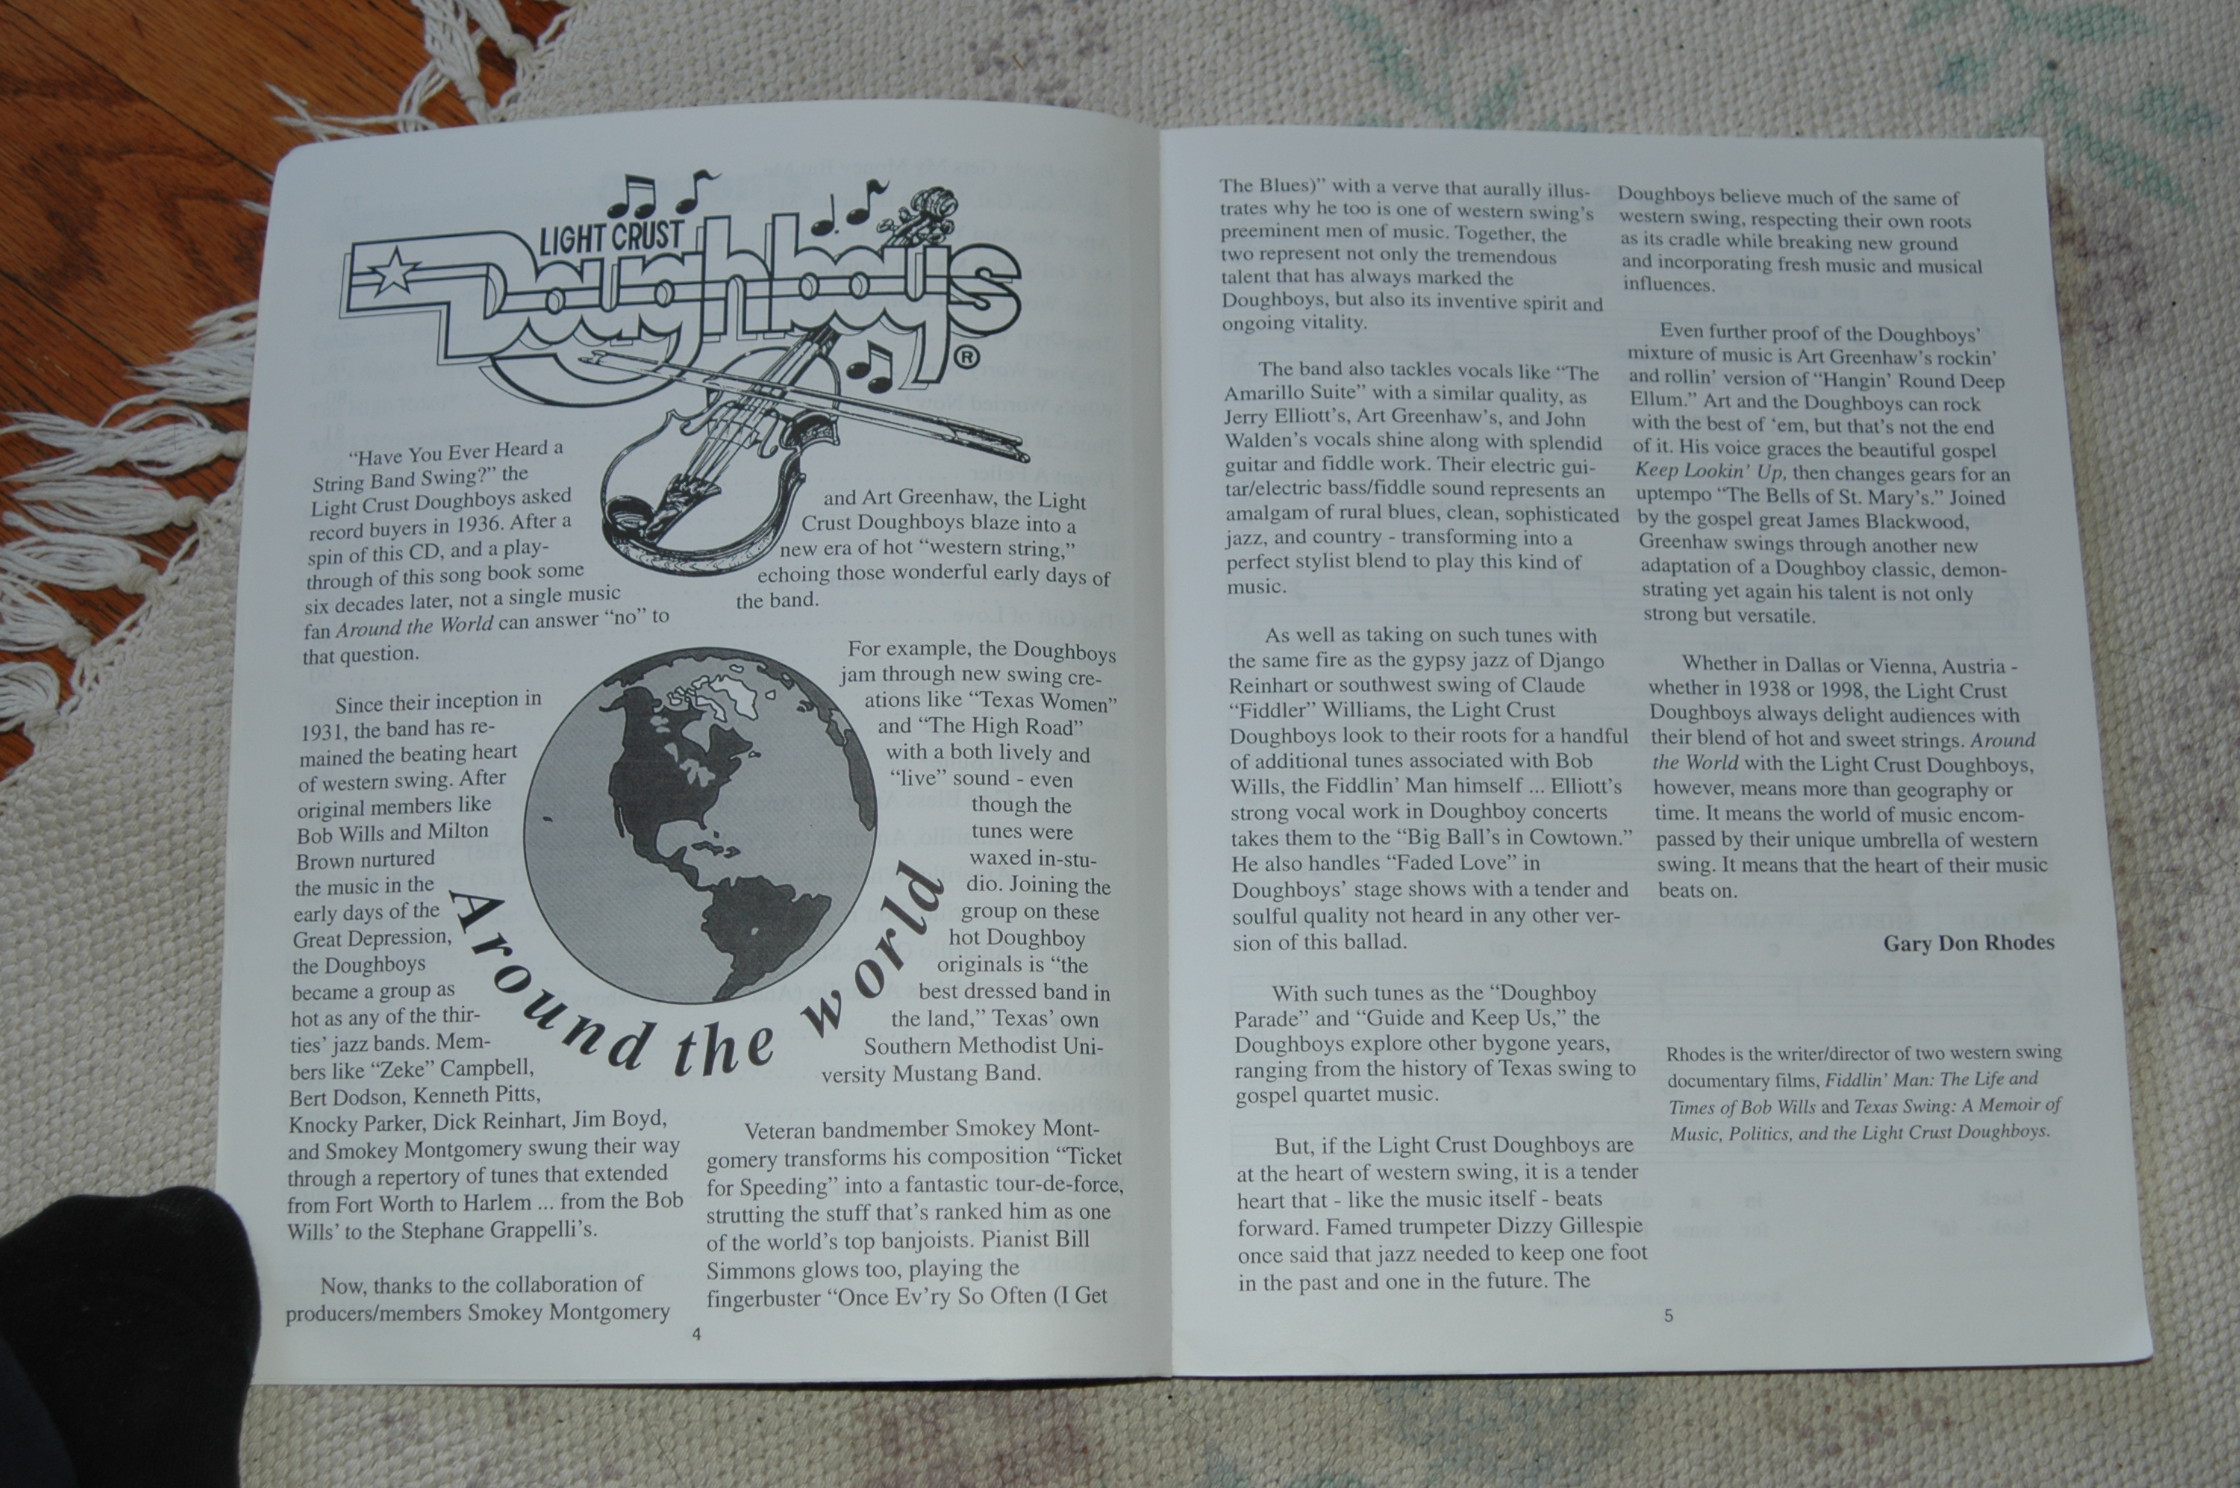 LIGHT CRUST
Doughboys®
"Have You Ever Heard a
String Band Swing?" the
Light Crust Doughboys asked
record buyers in 1936. After a
spin of this CD, and a play-
through of this song book some
six decades later, not a single music
fan Around the World can answer "no" to
that question.
Since their inception in
1931, the band has re-
mained the beating heart
of western swing. After
original members like
Bob Wills and Milton
Brown nurtured
the music in the
early days of the
Great Depression,
the Doughboys
became a group as
hot as any of the thir-
ties' jazz bands. Mem-
bers like "Zeke" Campbell,
Bert Dodson, Kenneth Pitts,
Knocky Parker, Dick Reinhart, Jim Boyd,
and Smokey Montgomery swung their way
through a repertory of tunes that extended
from Fort Worth to Harlem ... from the Bob
Wills' to the Stephane Grappelli's.
Now, thanks to the collaboration of
producers/members Smokey Montgomery
Around the World
and Art Greenhaw, the Light
Crust Doughboys blaze into a
new era of hot "western string,"
echoing those wonderful early days of
the band.
For example, the Doughboys
jam through new swing cre-
ations like "Texas Women"
and "The High Road"
with a both lively and
"live" sound - even
though the
tunes were
waxed in-stu-
dio. Joining the
group on these
hot Doughboy
originals is "the
best dressed band in
the land," Texas' own
Southern Methodist Uni-
versity Mustang Band.
Veteran bandmember Smokey Mont-
gomery transforms his composition "Ticket
for Speeding" into a fantastic tour-de-force,
strutting the stuff that's ranked him as one
of the world's top banjoists. Pianist Bill
Simmons glows too, playing the
fingerbuster "Once Ev'ry So Often (I Get
4
The Blues)" with a verve that aurally illus-
trates why he too is one of western swing's
preeminent men of music. Together, the
two represent not only the tremendous
talent that has always marked the
Doughboys, but also its inventive spirit and
ongoing vitality.
The band also tackles vocals like "The
Amarillo Suite" with a similar quality, as
Jerry Elliott's, Art Greenhaw's, and John
Walden's vocals shine along with splendid
guitar and fiddle work. Their electric gui-
tar/electric bass/fiddle sound represents an
amalgam of rural blues, clean, sophisticated
jazz, and country - transforming into a
perfect stylist blend to play this kind of
music.
As well as taking on such tunes with
the same fire as the gypsy jazz of Django
Reinhart or southwest swing of Claude
"Fiddler" Williams, the Light Crust
Doughboys look to their roots for a handful
of additional tunes associated with Bob
Wills, the Fiddlin' Man himself ... Elliott's
strong vocal work in Doughboy concerts
takes them to the "Big Ball's in Cowtown."
He also handles "Faded Love" in
Doughboys' stage shows with a tender and
soulful quality not heard in any other ver-
sion of this ballad.
With such tunes as the "Doughboy
Parade" and "Guide and Keep Us," the
Doughboys explore other bygone years,
ranging from the history of Texas swing to
gospel quartet music.
But, if the Light Crust Doughboys are
at the heart of western swing, it is a tender
heart that - like the music itself - beats
forward. Famed trumpeter Dizzy Gillespie
once said that jazz needed to keep one foot
in the past and one in the future. The
Doughboys believe much of the same of
western swing, respecting their own roots
as its cradle while breaking new ground
and incorporating fresh music and musical
influences.
Even further proof of the Doughboys'
mixture of music is Art Greenhaw's rockin'
and rollin' version of "Hangin' Round Deep
Ellum." Art and the Doughboys can rock
with the best of 'em, but that's not the end
of it. His voice graces the beautiful gospel
Keep Lookin' Up, then changes gears for an
uptempo "The Bells of St. Mary's." Joined
by the gospel great James Blackwood,
Greenhaw swings through another new
adaptation of a Doughboy classic, demon-
strating yet again his talent is not only
strong but versatile.
Whether in Dallas or Vienna, Austria -
whether in 1938 or 1998, the Light Crust
Doughboys always delight audiences with
their blend of hot and sweet strings. Around
the World with the Light Crust Doughboys,
however, means more than geography or
time. It means the world of music encom-
passed by their unique umbrella of western
swing. It means that the heart of their music
beats on.
Gary Don Rhodes
Rhodes is the writer/director of two western swing
documentary films, Fiddlin' Man: The Life and
Times of Bob Wills and Texas Swing: A Memoir of
Music, Politics, and the Light Crust Doughboys.
5